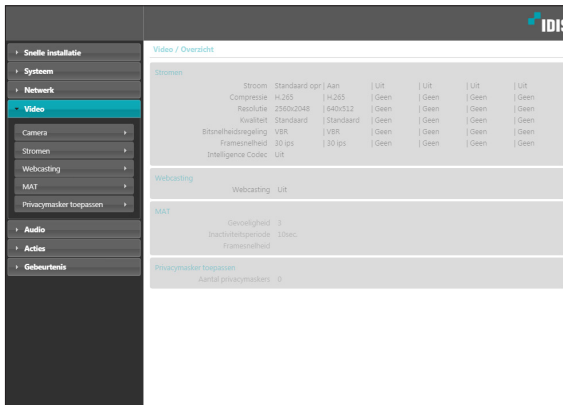 IDIS
Snelle installatie
Systeem
Netwerk
Video
Camera
Stromen
Webcasting
MAT
Privacymasker toepassen
Audio
Acties
Gebeurtenis
Video / Overzicht
Stromen
Stroom Standaard opr | Aan | Uit | Uit | Uit | Uit
Compressie H.265 | H.265 | Geen | Geen | Geen | Geen
Resolutie 2560x2048 | 640x512 | Geen | Geen | Geen | Geen
Kwaliteit Standaard | Standaard | Geen | Geen | Geen | Geen
Bitsnelheidsregeling VBR | VBR | Geen | Geen | Geen | Geen
Framesnelheid 30 ips | 30 ips | Geen | Geen | Geen | Geen
Intelligence Codec Uit
Webcasting
Webcasting Uit
MAT
Gevoeligheid 3
Inactiviteitsperiode 10sec.
Framesnelheid
Privacymasker toepassen
Aantal privacymaskers 0